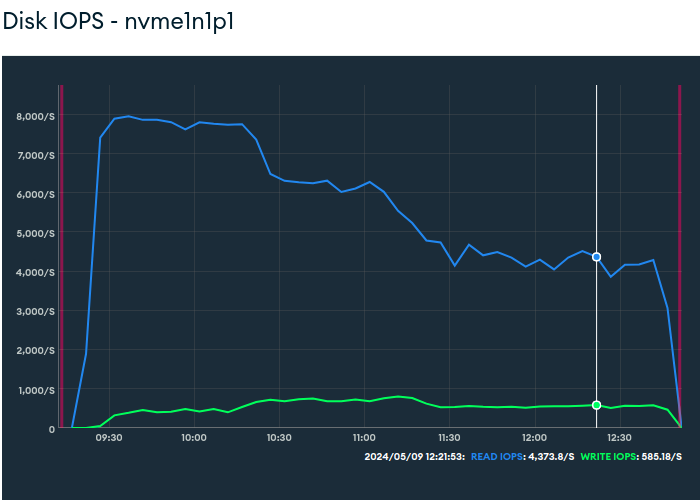 Disk IOPS - nvme1n1p1
8,000/S
7,000/S
6,000/S
5,000/S
4,000/S
3,000/S
2,000/S
1,000/S
0
09:30 10:00 10:30 11:00 11:30 12:00 12:30
2024/05/09 12:21:53: READ IOPS: 4,373.8/S WRITE IOPS: 585.18/S